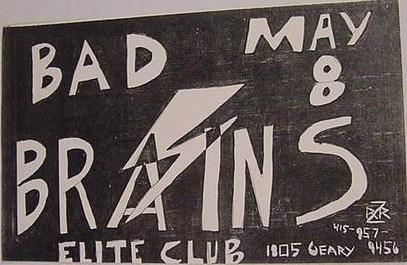 BAD
MAY
8
BRAINS
415-
957-
9456
ELITE CLUB 1805 GEARY